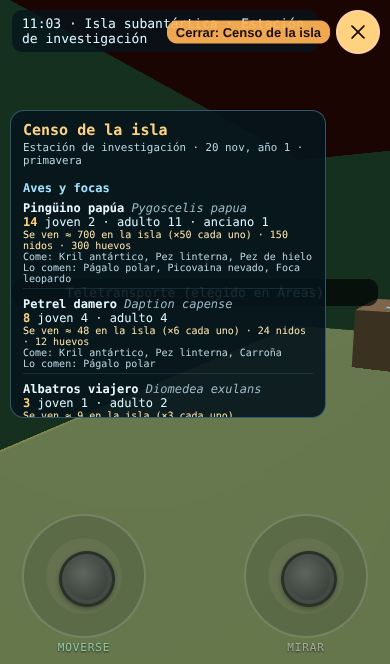 11:03 · Isla subantártica · Estación
de investigación
Cerrar: Censo de la isla
Censo de la isla
Estación de investigación · 20 nov, año 1 ·
primavera
Aves y focas
Pingüino papúa Pygoscelis papua
14 joven 2 · adulto 11 · anciano 1
Se ven ≈ 700 en la isla (×50 cada uno) · 150
nidos · 300 huevos
Come: Kril antártico, Pez linterna, Pez de hielo
Lo comen: Págalo polar, Picovaina nevado, Foca
leopardo
Teletransporte (elegido en Áreas)
Petrel damero Daption capense
8 joven 4 · adulto 4
Se ven ≈ 48 en la isla (×6 cada uno) · 24 nidos
· 12 huevos
Come: Kril antártico, Pez linterna, Carroña
Lo comen: Págalo polar
Albatros viajero Diomedea exulans
3 joven 1 · adulto 2
Se ven ≈ 9 en la isla (×3 cada uno)
MOVERSE
MIRAR